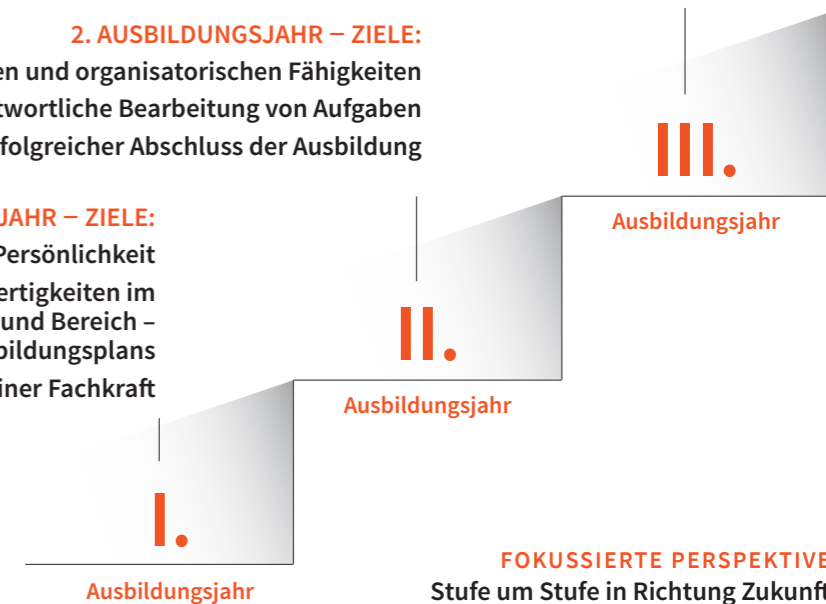 2. AUSBILDUNGSJAHR – ZIELE:
en und organisatorischen Fähigkeiten
twortliche Bearbeitung von Aufgaben
folgreicher Abschluss der Ausbildung
JAHR – ZIELE:
Persönlichkeit
ertigkeiten im
und Bereich –
bildungsplans
iner Fachkraft
III.
Ausbildungsjahr
II.
Ausbildungsjahr
I.
Ausbildungsjahr
FOKUSSIERTE PERSPEKTIVE
Stufe um Stufe in Richtung Zukunft